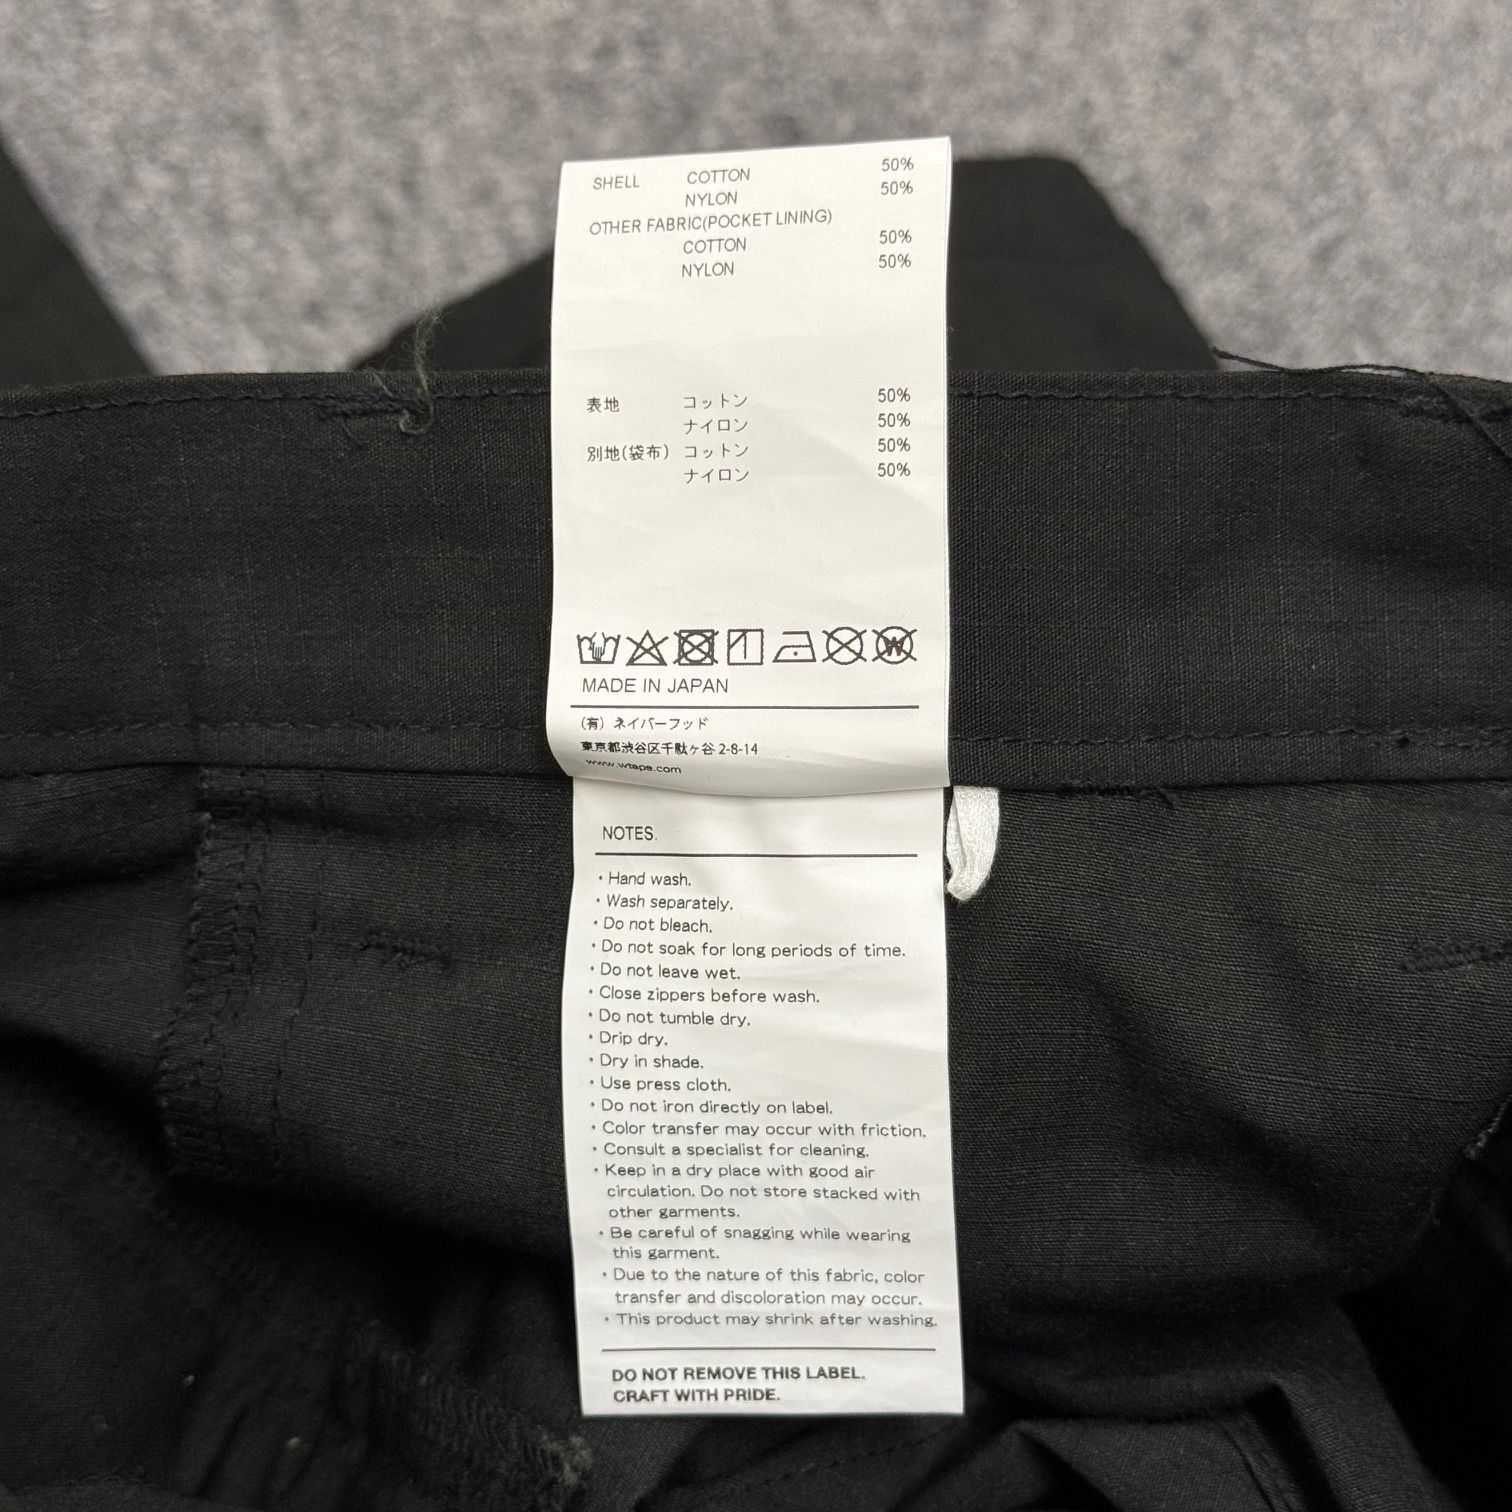 SHELL COTTON 50%
NYLON 50%
OTHER FABRIC(POCKET LINING)
COTTON 50%
NYLON 50%
表地 コットン 50%
ナイロン 50%
別地(袋布) コットン 50%
ナイロン 50%
W
MADE IN JAPAN
(有) ネイバーフッド
東京都渋谷区千駄ヶ谷 2-8-14
www.wtaps.com
NOTES.
・Hand wash.
・Wash separately.
・Do not bleach.
・Do not soak for long periods of time.
・Do not leave wet.
・Close zippers before wash.
・Do not tumble dry.
・Drip dry.
・Dry in shade.
・Use press cloth.
・Do not iron directly on label.
・Color transfer may occur with friction.
・Consult a specialist for cleaning.
・Keep in a dry place with good air
circulation. Do not store stacked with
other garments.
・Be careful of snagging while wearing
this garment.
・Due to the nature of this fabric, color
transfer and discoloration may occur.
・This product may shrink after washing.
DO NOT REMOVE THIS LABEL.
CRAFT WITH PRIDE.